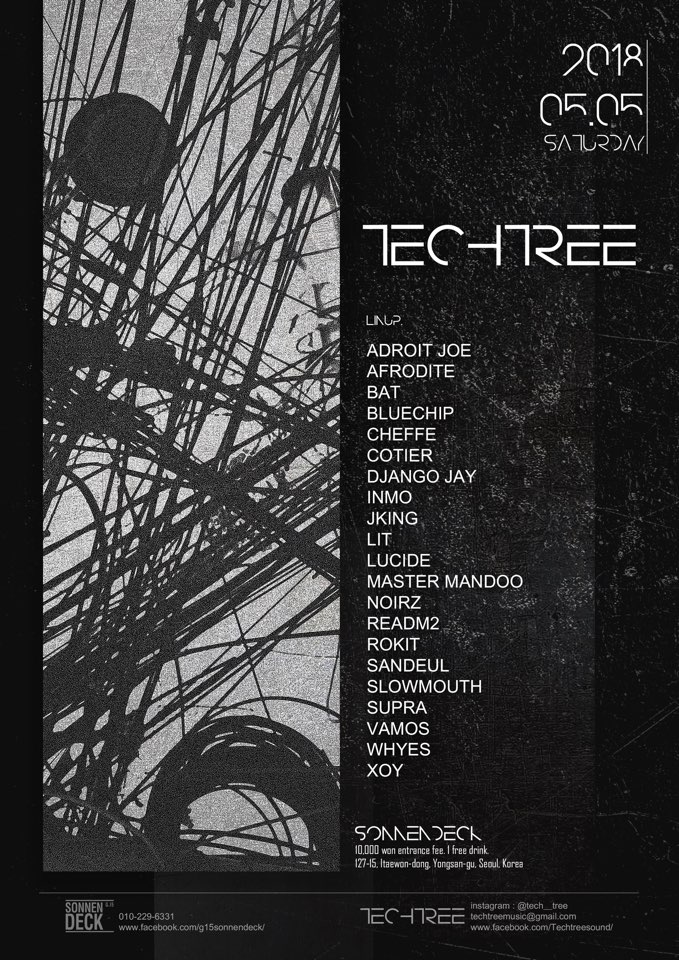 2018
05.05
SATURDAY
TECHTREE
LINUP
ADROIT JOE
AFRODITE
BAT
BLUECHIP
CHEFFE
COTIER
DJANGO JAY
INMO
JKING
LIT
LUCIDE
MASTER MANDOO
NOIRZ
READM2
ROKIT
SANDEUL
SLOWMOUTH
SUPRA
VAMOS
WHYES
XOY
SONNENDECK
10,000 won entrance fee. 1 free drink.
127-15, Itaewon-dong, Yongsan-gu, Seoul, Korea
SONNEN G.15
DECK
010-229-6331
www.facebook.com/g15sonnendeck/
TECHTREE
instagram : @tech__tree
techtreemusic@gmail.com
www.facebook.com/Techtreesound/